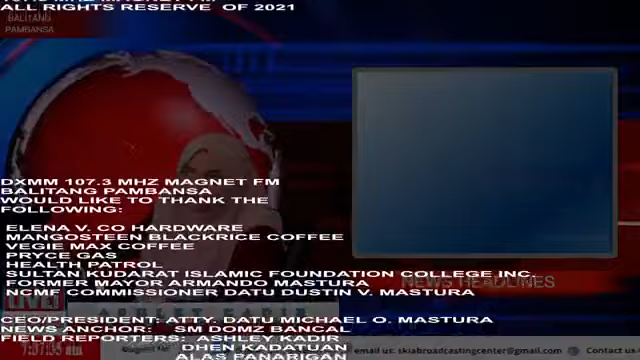 ALL RIGHTS RESERVE OF 2021
BALITANG
PAMBANSA
DXMM 107.3 MHZ MAGNET FM
BALITANG PAMBANSA
WOULD LIKE TO THANK THE
FOLLOWING:
ELENA V. CO HARDWARE
MAMGOSTEEN BLACKRICE COFFEE
VEGIE MAX COFFEE
PRYCE GAS
HEALTH PATROL
SULTAN KUDARAT ISLAMIC FOUNDATION COLLEGE INC.
FORMER MAYOR ARMANDO MASTURA
NCMF COMMISSIONER DATU DUSTIN V. MASTURA
NEWS HEADLINES
LIVE!
CEO/PRESIDENT: ATTY. DATU MICHAEL O. MASTURA
NEWS ANCHOR: SM DOMZ BANCAL
FIELD REPORTERS: ASHLEY KADIR
DHEN KADATUAN
ALAS PANARIGAN
email us: skiabroadcastingcenter@gmail.com
Contact us